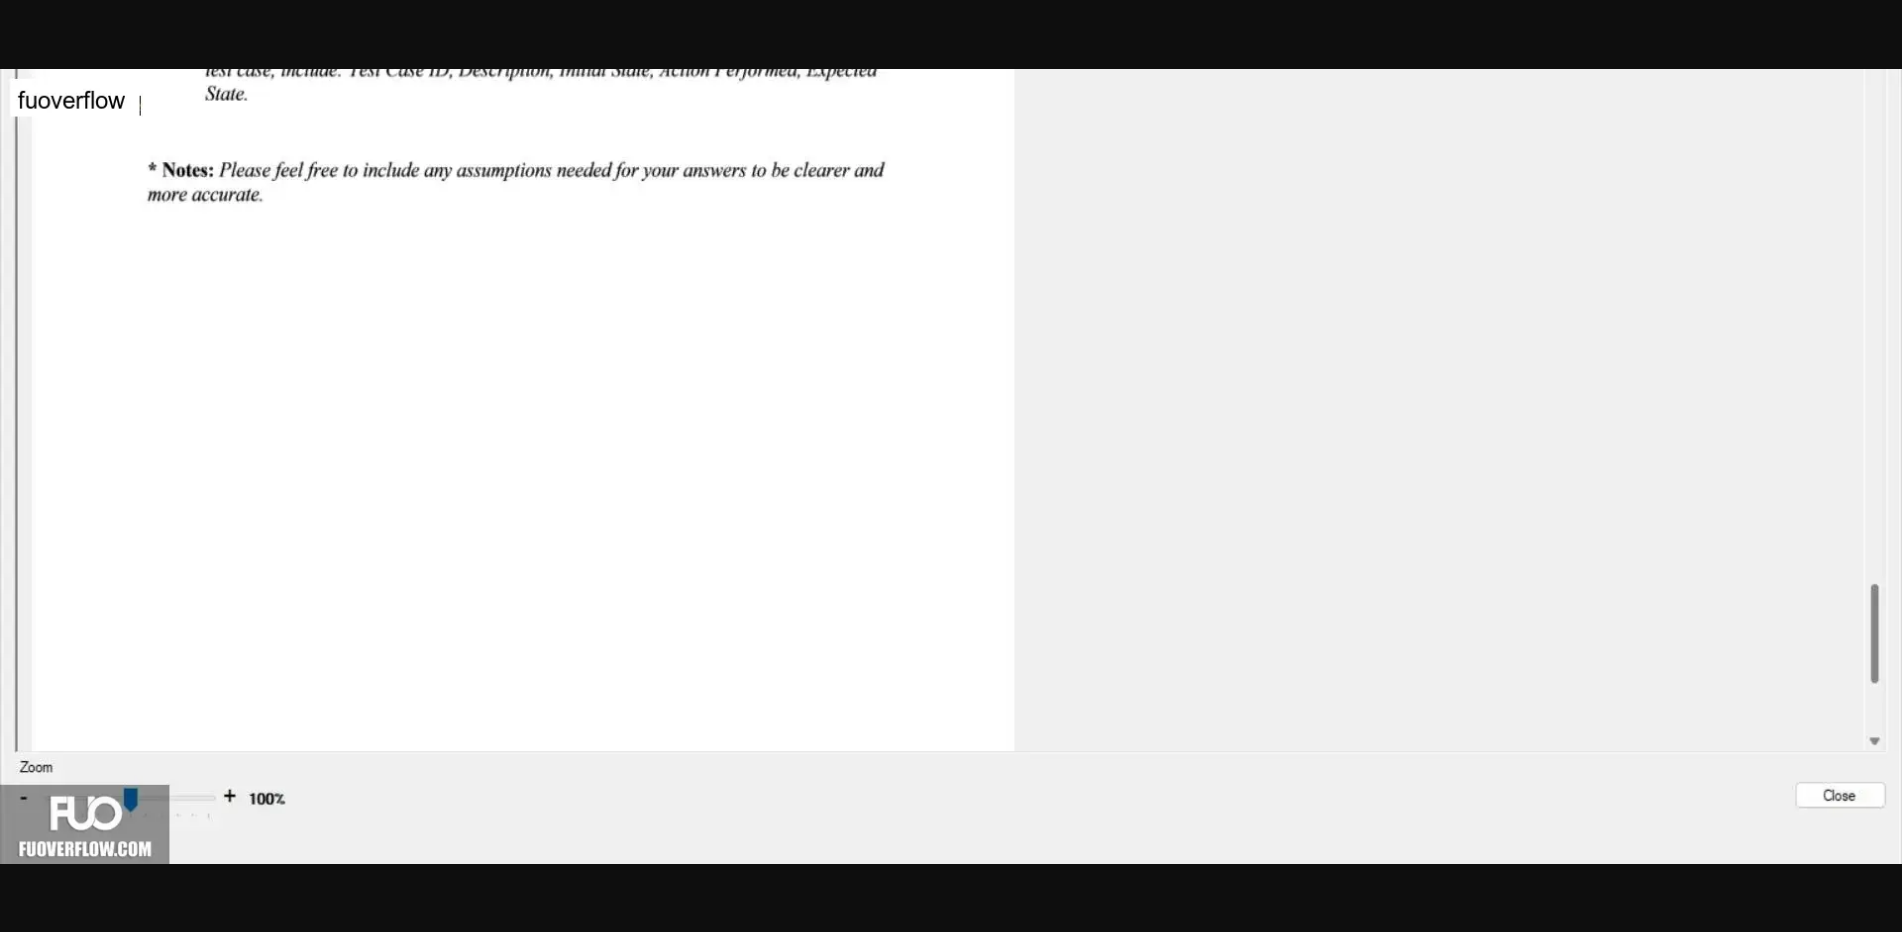 test case, include: Test Case ID, Description, Initial State, Action Performed, Expected
State.
fuoverflow |
* Notes: Please feel free to include any assumptions needed for your answers to be clearer and
more accurate.
Zoom
- + 100%
Close
FUO
FUOVERFLOW.COM